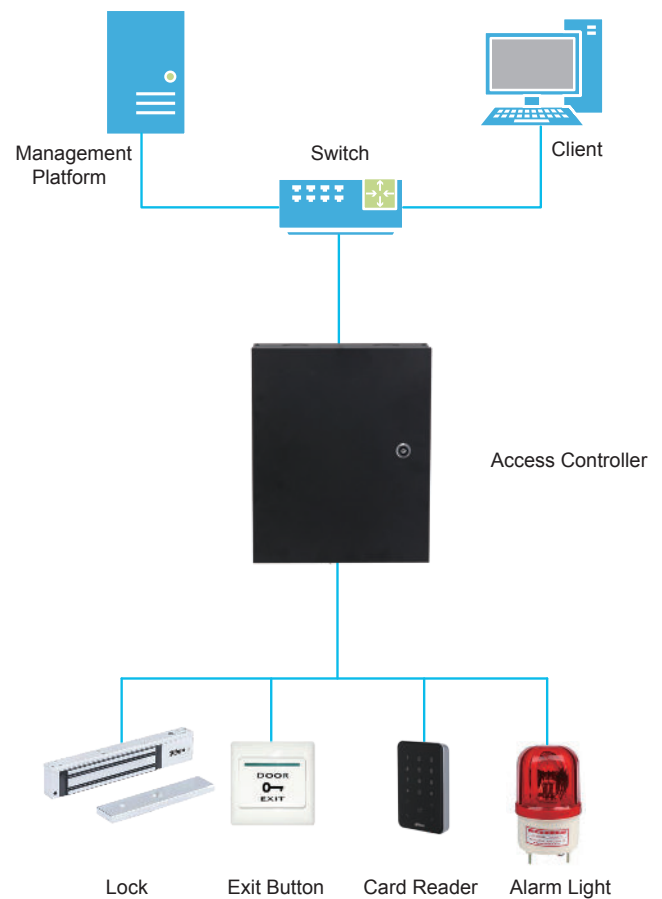 Management
Platform
Switch
Client
Access Controller
DOOR
EXIT
Lock
Exit Button
Card Reader
Alarm Light